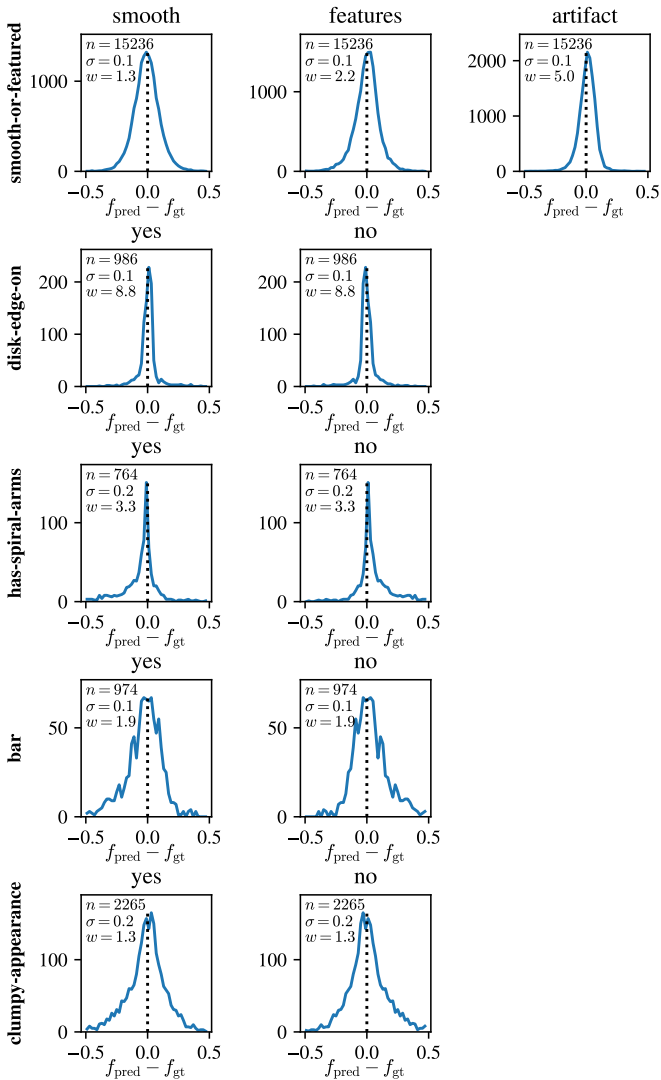 smooth features artifact
smooth-or-featured
n = 15236 n = 15236 n = 15236
σ = 0.1 σ = 0.1 σ = 0.1
w = 1.3 w = 2.2 w = 5.0
1000 1000 2000
1000
0 0 0
−0.5 0.0 0.5 −0.5 0.0 0.5 −0.5 0.0 0.5
f_pred − f_gt f_pred − f_gt f_pred − f_gt
yes no
disk-edge-on
n = 986 n = 986
σ = 0.1 σ = 0.1
w = 8.8 w = 8.8
200 200
100 100
0 0
−0.5 0.0 0.5 −0.5 0.0 0.5
f_pred − f_gt f_pred − f_gt
yes no
has-spiral-arms
n = 764 n = 764
σ = 0.2 σ = 0.2
w = 3.3 w = 3.3
100 100
0 0
−0.5 0.0 0.5 −0.5 0.0 0.5
f_pred − f_gt f_pred − f_gt
yes no
bar
n = 974 n = 974
σ = 0.1 σ = 0.1
w = 1.9 w = 1.9
50 50
0 0
−0.5 0.0 0.5 −0.5 0.0 0.5
f_pred − f_gt f_pred − f_gt
yes no
clumpy-appearance
n = 2265 n = 2265
σ = 0.2 σ = 0.2
w = 1.3 w = 1.3
100 100
0 0
−0.5 0.0 0.5 −0.5 0.0 0.5
f_pred − f_gt f_pred − f_gt